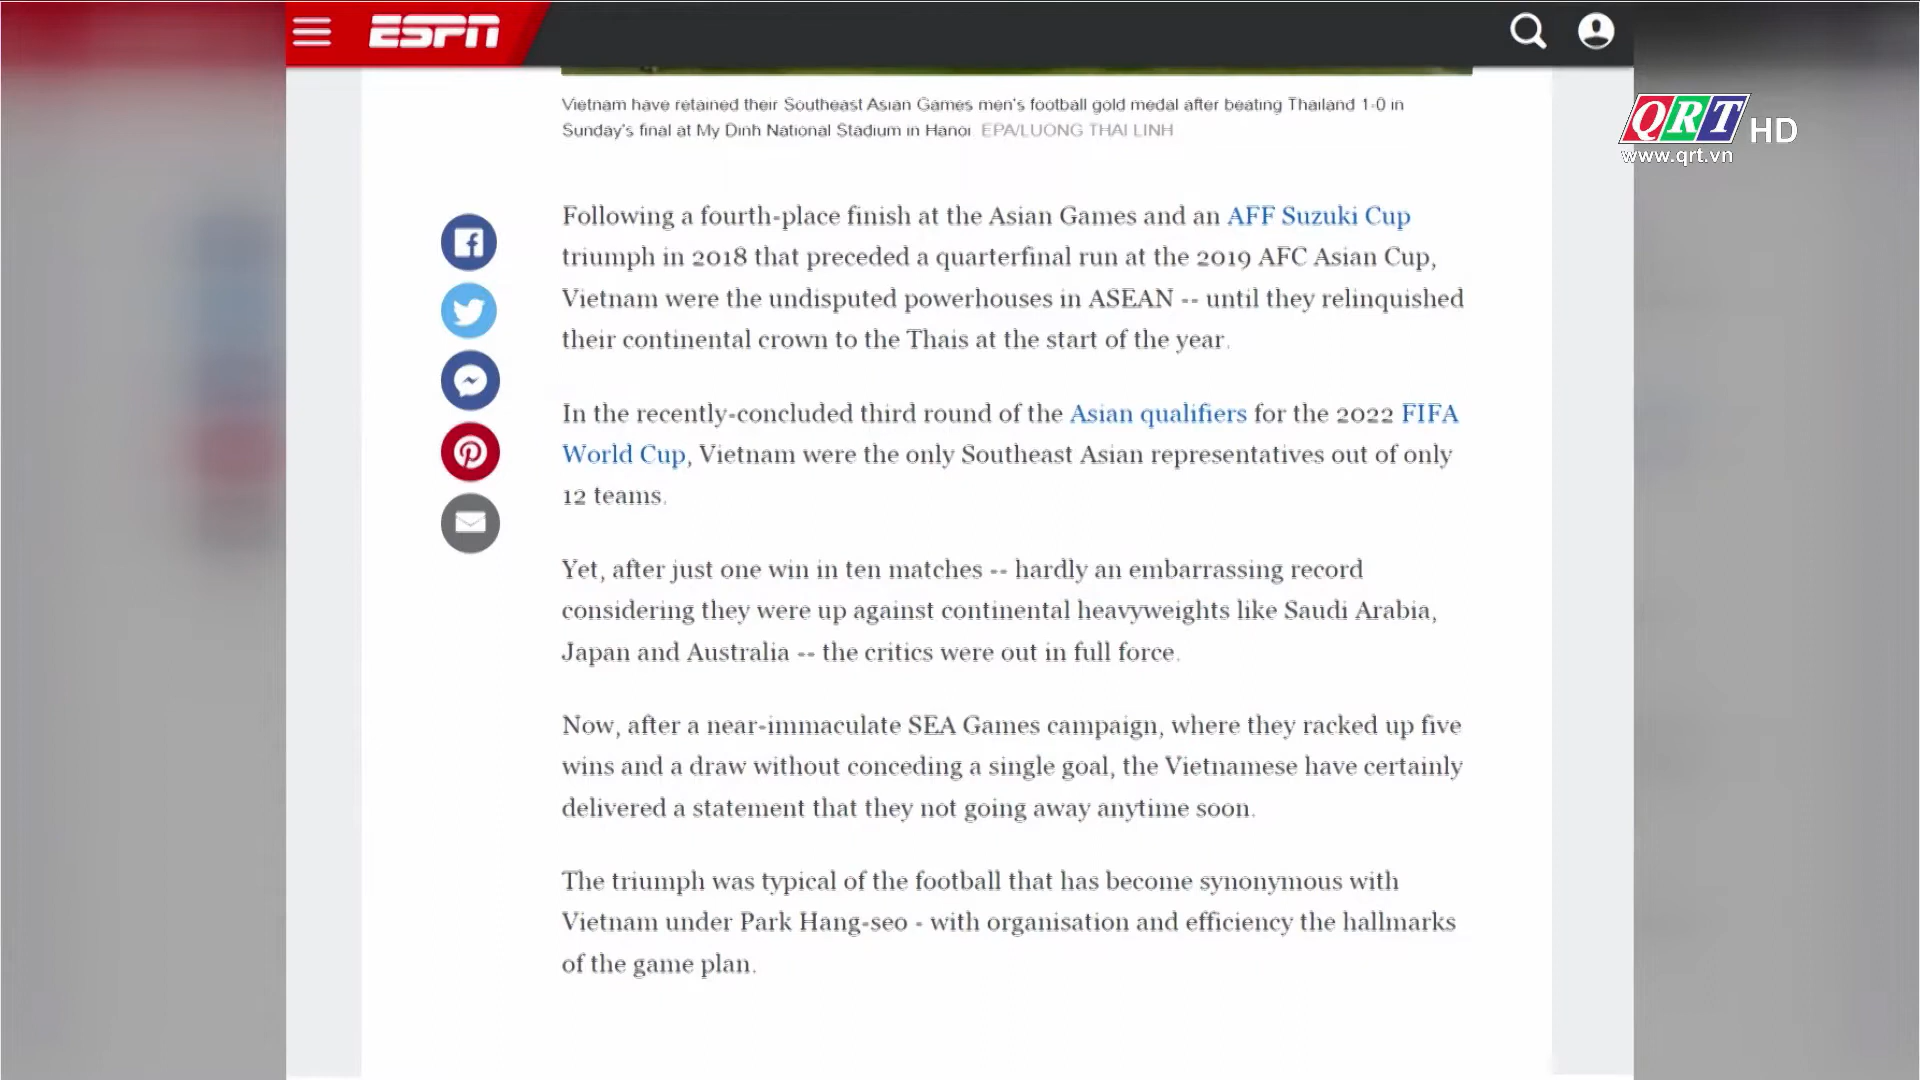 ESPN
QRT HD
www.qrt.vn
Vietnam have retained their Southeast Asian Games men's football gold medal after beating Thailand 1-0 in
Sunday's final at My Dinh National Stadium in Hanoi EPA/LUONG THAI LINH
Following a fourth-place finish at the Asian Games and an AFF Suzuki Cup
triumph in 2018 that preceded a quarterfinal run at the 2019 AFC Asian Cup,
Vietnam were the undisputed powerhouses in ASEAN -- until they relinquished
their continental crown to the Thais at the start of the year.
In the recently-concluded third round of the Asian qualifiers for the 2022 FIFA
World Cup, Vietnam were the only Southeast Asian representatives out of only
12 teams.
Yet, after just one win in ten matches -- hardly an embarrassing record
considering they were up against continental heavyweights like Saudi Arabia,
Japan and Australia -- the critics were out in full force.
Now, after a near-immaculate SEA Games campaign, where they racked up five
wins and a draw without conceding a single goal, the Vietnamese have certainly
delivered a statement that they not going away anytime soon.
The triumph was typical of the football that has become synonymous with
Vietnam under Park Hang-seo - with organisation and efficiency the hallmarks
of the game plan.